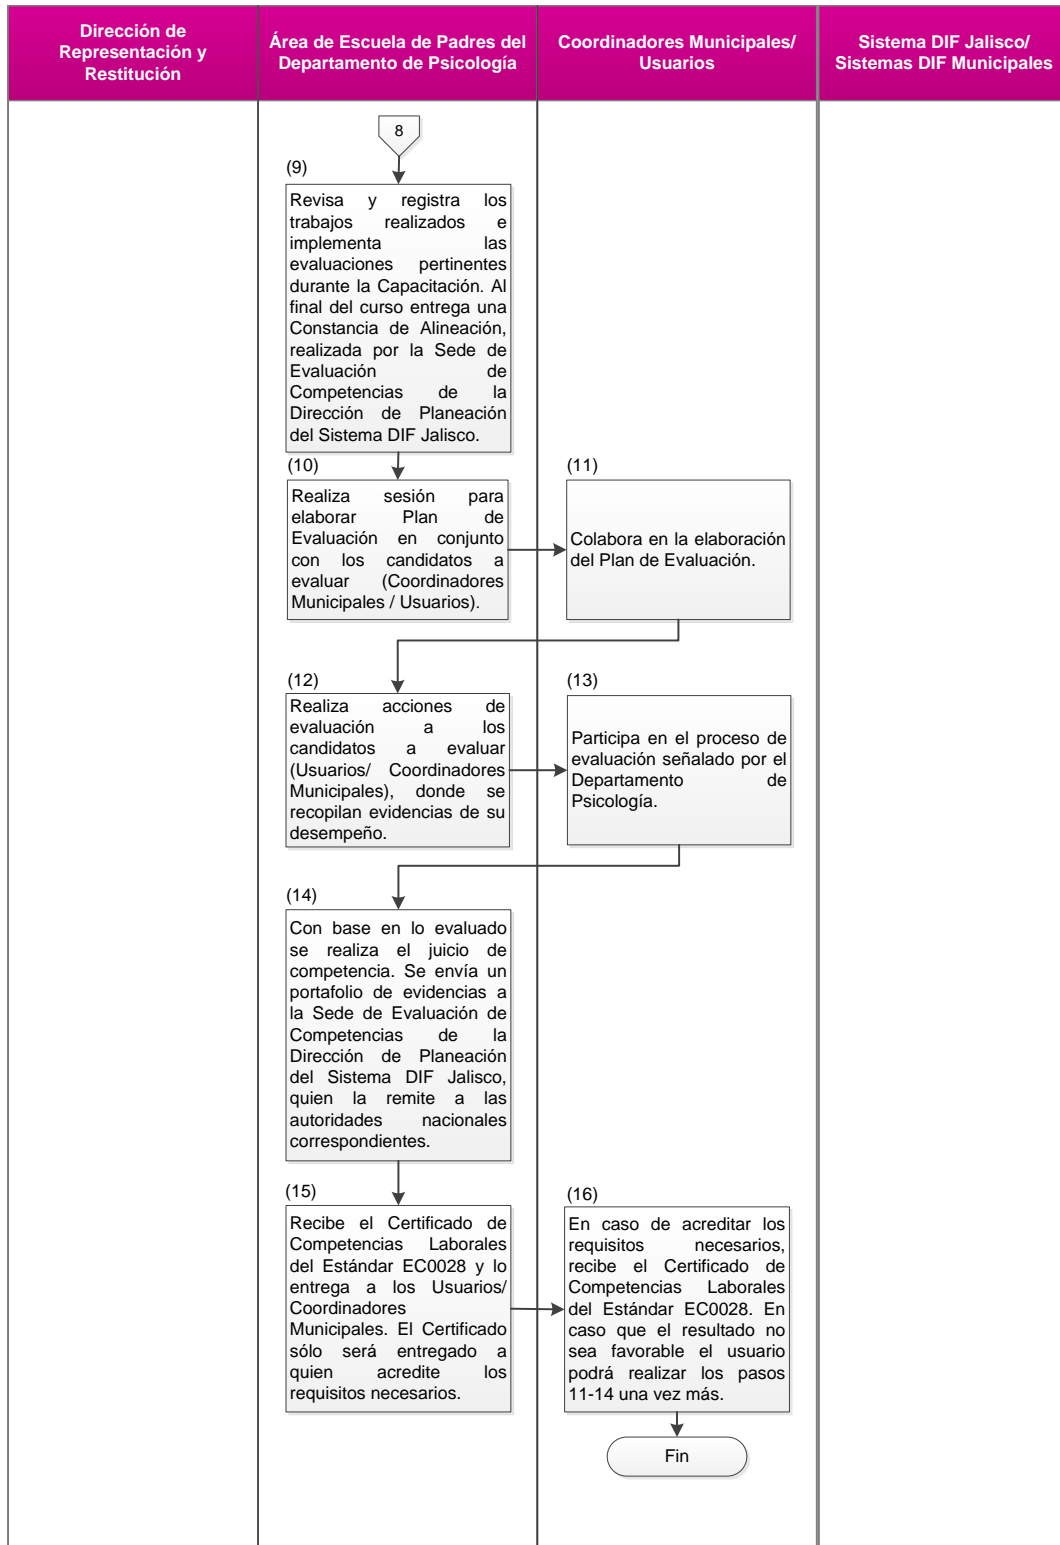 Dirección de
Representación y
Restitución
Área de Escuela de Padres del
Departamento de Psicología
Coordinadores Municipales/
Usuarios
Sistema DIF Jalisco/
Sistemas DIF Municipales
8
(9)
Revisa y registra los
trabajos realizados e
implementa las
evaluaciones pertinentes
durante la Capacitación. Al
final del curso entrega una
Constancia de Alineación,
realizada por la Sede de
Evaluación de
Competencias de la
Dirección de Planeación
del Sistema DIF Jalisco.
(10)
Realiza sesión para
elaborar Plan de
Evaluación en conjunto
con los candidatos a
evaluar (Coordinadores
Municipales / Usuarios).
(11)
Colabora en la elaboración
del Plan de Evaluación.
(12)
Realiza acciones de
evaluación a los
candidatos a evaluar
(Usuarios/ Coordinadores
Municipales), donde se
recopilan evidencias de su
desempeño.
(13)
Participa en el proceso de
evaluación señalado por el
Departamento de
Psicología.
(14)
Con base en lo evaluado
se realiza el juicio de
competencia. Se envía un
portafolio de evidencias a
la Sede de Evaluación de
Competencias de la
Dirección de Planeación
del Sistema DIF Jalisco,
quien la remite a las
autoridades nacionales
correspondientes.
(15)
Recibe el Certificado de
Competencias Laborales
del Estándar EC0028 y lo
entrega a los Usuarios/
Coordinadores
Municipales. El Certificado
sólo será entregado a
quien acredite los
requisitos necesarios.
(16)
En caso de acreditar los
requisitos necesarios,
recibe el Certificado de
Competencias Laborales
del Estándar EC0028. En
caso que el resultado no
sea favorable el usuario
podrá realizar los pasos
11-14 una vez más.
Fin